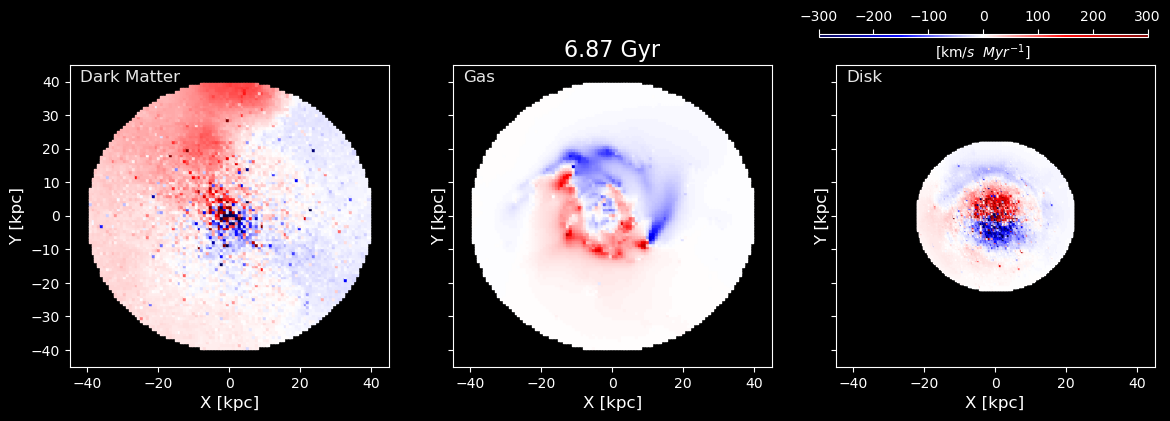 −300 −200 −100 0 100 200 300
[km/s Myr⁻¹]
6.87 Gyr
Dark Matter
Gas
Disk
40
30
20
10
0
−10
−20
−30
−40
Y [kpc]
Y [kpc]
Y [kpc]
−40 −20 0 20 40
−40 −20 0 20 40
−40 −20 0 20 40
X [kpc]
X [kpc]
X [kpc]